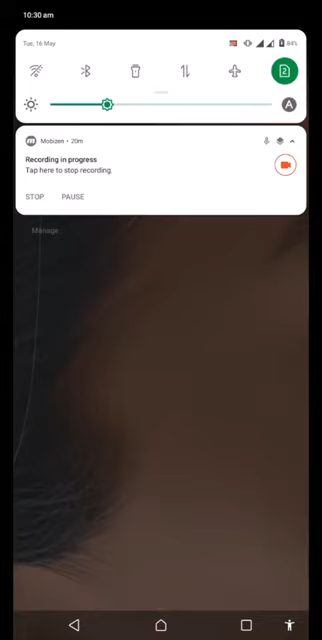 10:30 am
Tue, 16 May
84%
2
A
Mobizen • 20m
Recording in progress
Tap here to stop recording.
STOP PAUSE
Manage